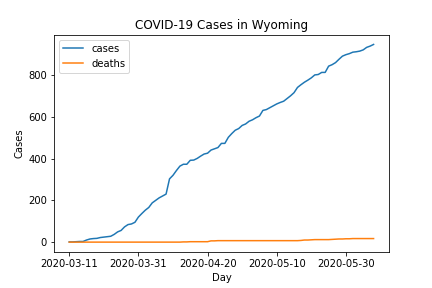 COVID-19 Cases in Wyoming
cases
deaths
Cases
800
600
400
200
0
2020-03-11 2020-03-31 2020-04-20 2020-05-10 2020-05-30
Day